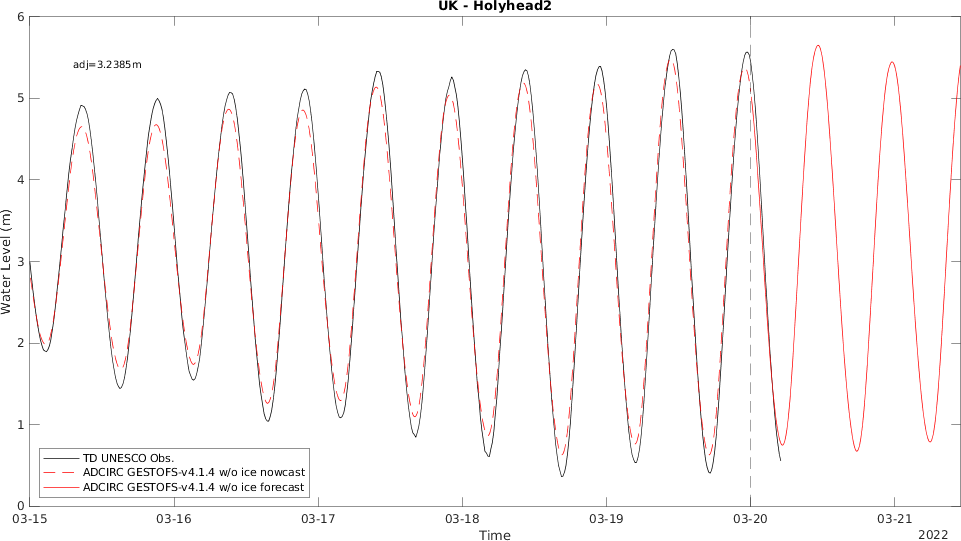 UK - Holyhead2
adj=3.2385m
6
5
4
3
2
1
0
Water Level (m)
TD UNESCO Obs.
ADCIRC GESTOFS-v4.1.4 w/o ice nowcast
ADCIRC GESTOFS-v4.1.4 w/o ice forecast
03-15 03-16 03-17 03-18 03-19 03-20 03-21
Time
2022